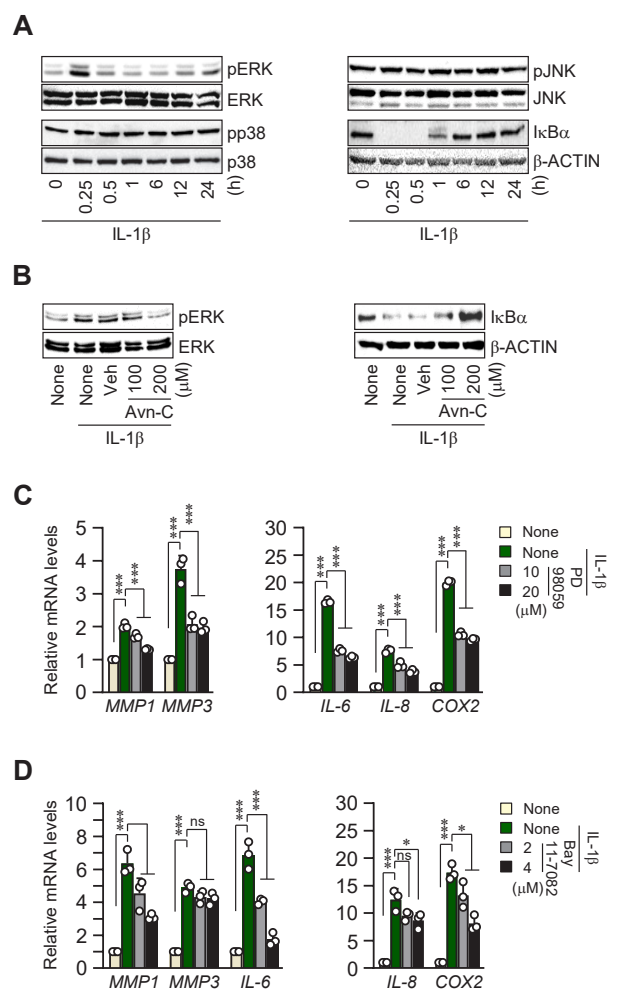 A
pERK
ERK
pp38
p38
0 0.25 0.5 1 6 12 24 (h)
IL-1β
pJNK
JNK
IκBα
β-ACTIN
0 0.25 0.5 1 6 12 24 (h)
IL-1β
B
pERK
ERK
None None Veh 100 200 (μM)
Avn-C
IL-1β
IκBα
β-ACTIN
None None Veh 100 200 (μM)
Avn-C
IL-1β
C
Relative mRNA levels
5
4
3
2
1
0
*** *** *** ***
MMP1 MMP3
30
25
20
15
10
5
0
*** *** *** *** *** ***
IL-6 IL-8 COX2
None
None
10
20
(μM)
PD
98059
IL-1β
D
Relative mRNA levels
10
8
6
4
2
0
*** *** ns *** ***
MMP1 MMP3 IL-6
30
25
20
15
10
5
0
*** ns * *** *
IL-8 COX2
None
None
2
4
(μM)
Bay
11-7082
IL-1β